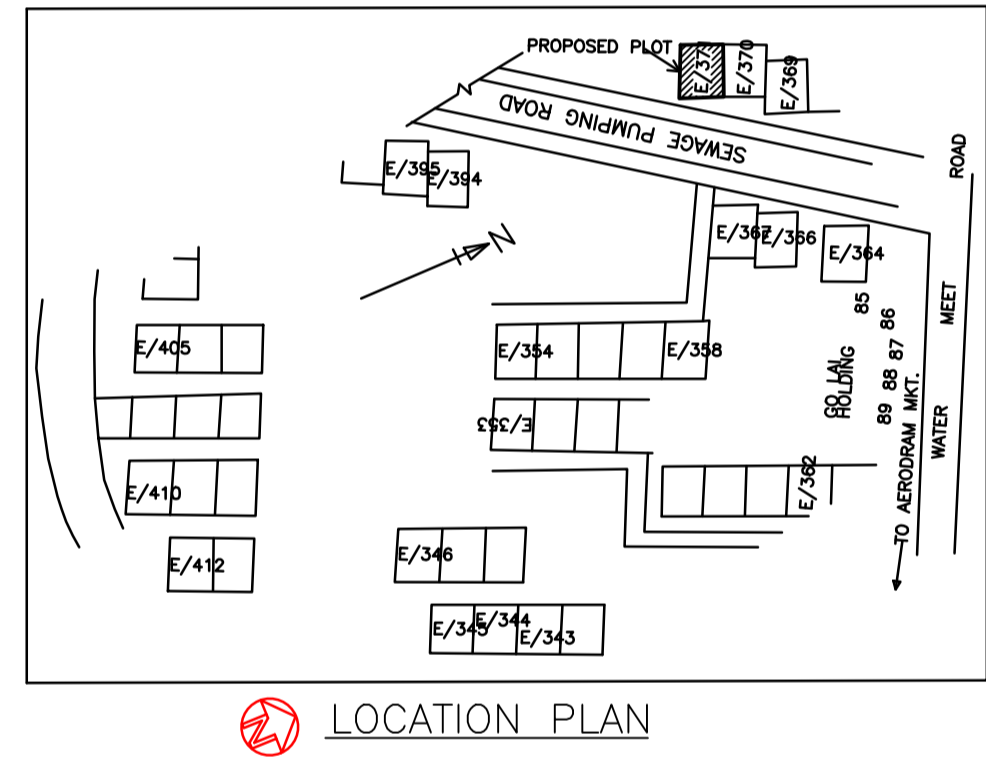 PROPOSED PLOT
E/371
E/370
E/369
SEWAGE PUMPING ROAD
ROAD
E/395
E/394
N
E/367
E/366
E/364
85
86
87
88
89
MEET
WATER
GO LAI
HOLDING
TO AERODRAM MKT.
E/405
E/354
E/358
E/353
E/362
E/410
E/412
E/346
E/345
E/344
E/343
N
LOCATION PLAN